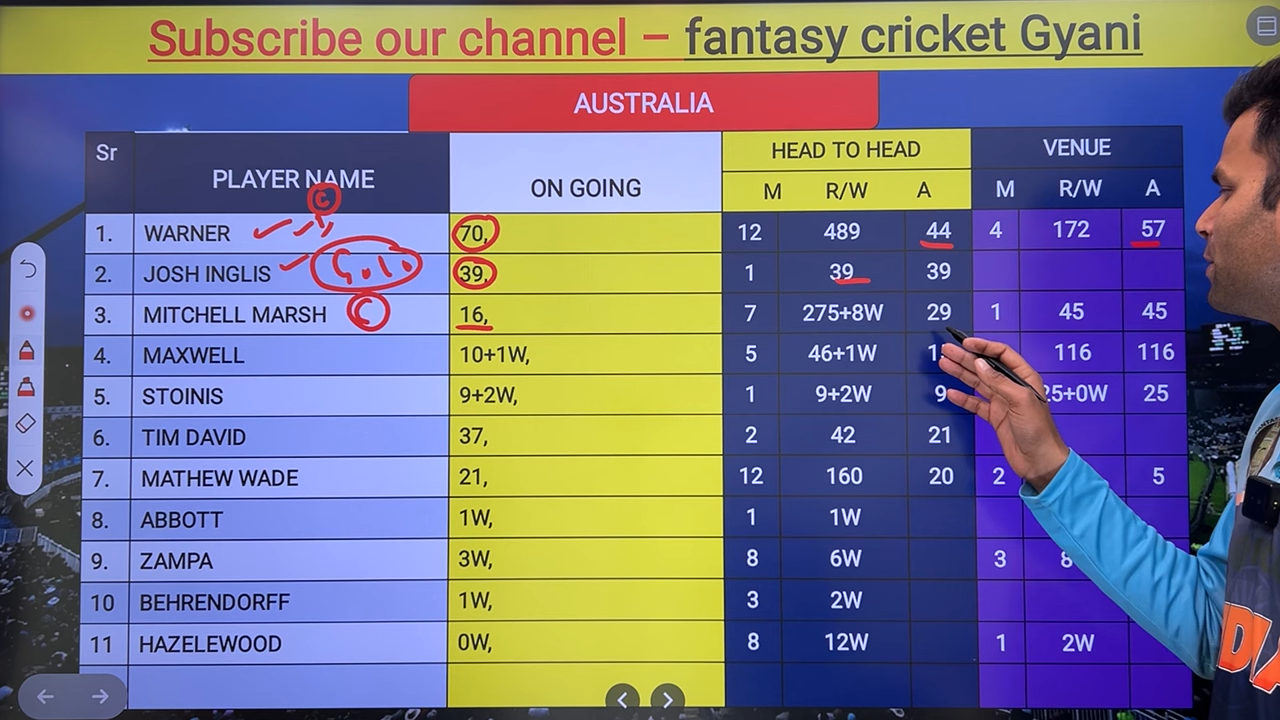 Subscribe our channel – fantasy cricket Gyani
AUSTRALIA
Sr PLAYER NAME ON GOING HEAD TO HEAD VENUE
M R/W A M R/W A
C
1. WARNER 70, 12 489 44 4 172 57
2. JOSH INGLIS 39, 1 39 39
3. MITCHELL MARSH C 16, 7 275+8W 29 1 45 45
4. MAXWELL 10+1W, 5 46+1W 116 116
5. STOINIS 9+2W, 1 9+2W 9 25
6. TIM DAVID 37, 2 42 21
7. MATHEW WADE 21, 12 160 20 2 5
8. ABBOTT 1W, 1 1W
9. ZAMPA 3W, 8 6W 3
10 BEHRENDORFF 1W, 3 2W
11 HAZELEWOOD 0W, 8 12W 1 2W